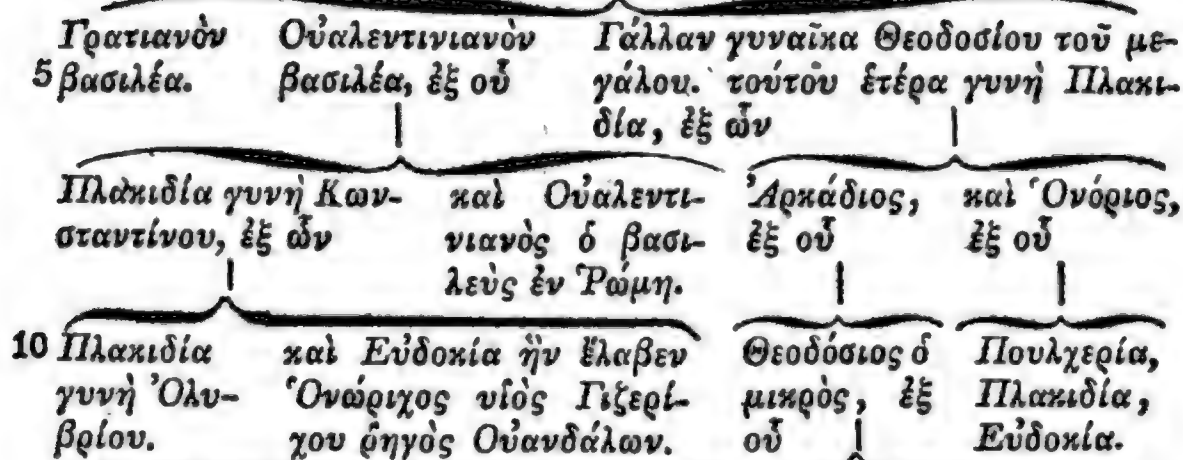 Γρατιανὸν Οὐαλεντινιανὸν Γάλλαν γυναῖκα Θεοδοσίου τοῦ με-
5 βασιλέα. βασιλέα, ἐξ οὗ γάλου. τούτου ἑτέρα γυνὴ Πλακι-
δία, ἐξ ὧν
Πλακιδία γυνὴ Κων- καὶ Οὐαλεντι- Ἀρκάδιος, καὶ Ὁνόριος,
σταντίνου, ἐξ ὧν νιανὸς ὁ βασι- ἐξ οὗ ἐξ οὗ
λεὺς ἐν Ῥώμῃ.
10 Πλακιδία καὶ Εὐδοκία ἣν ἔλαβεν Θεοδόσιος ὁ Πουλχερία,
γυνὴ Ὀλυ- Ὁνώριχος υἱὸς Γιζερί- μικρὸς, ἐξ Πλακιδία,
βρίου. χου ῥηγὸς Οὐανδάλων. οὗ Εὐδοκία.